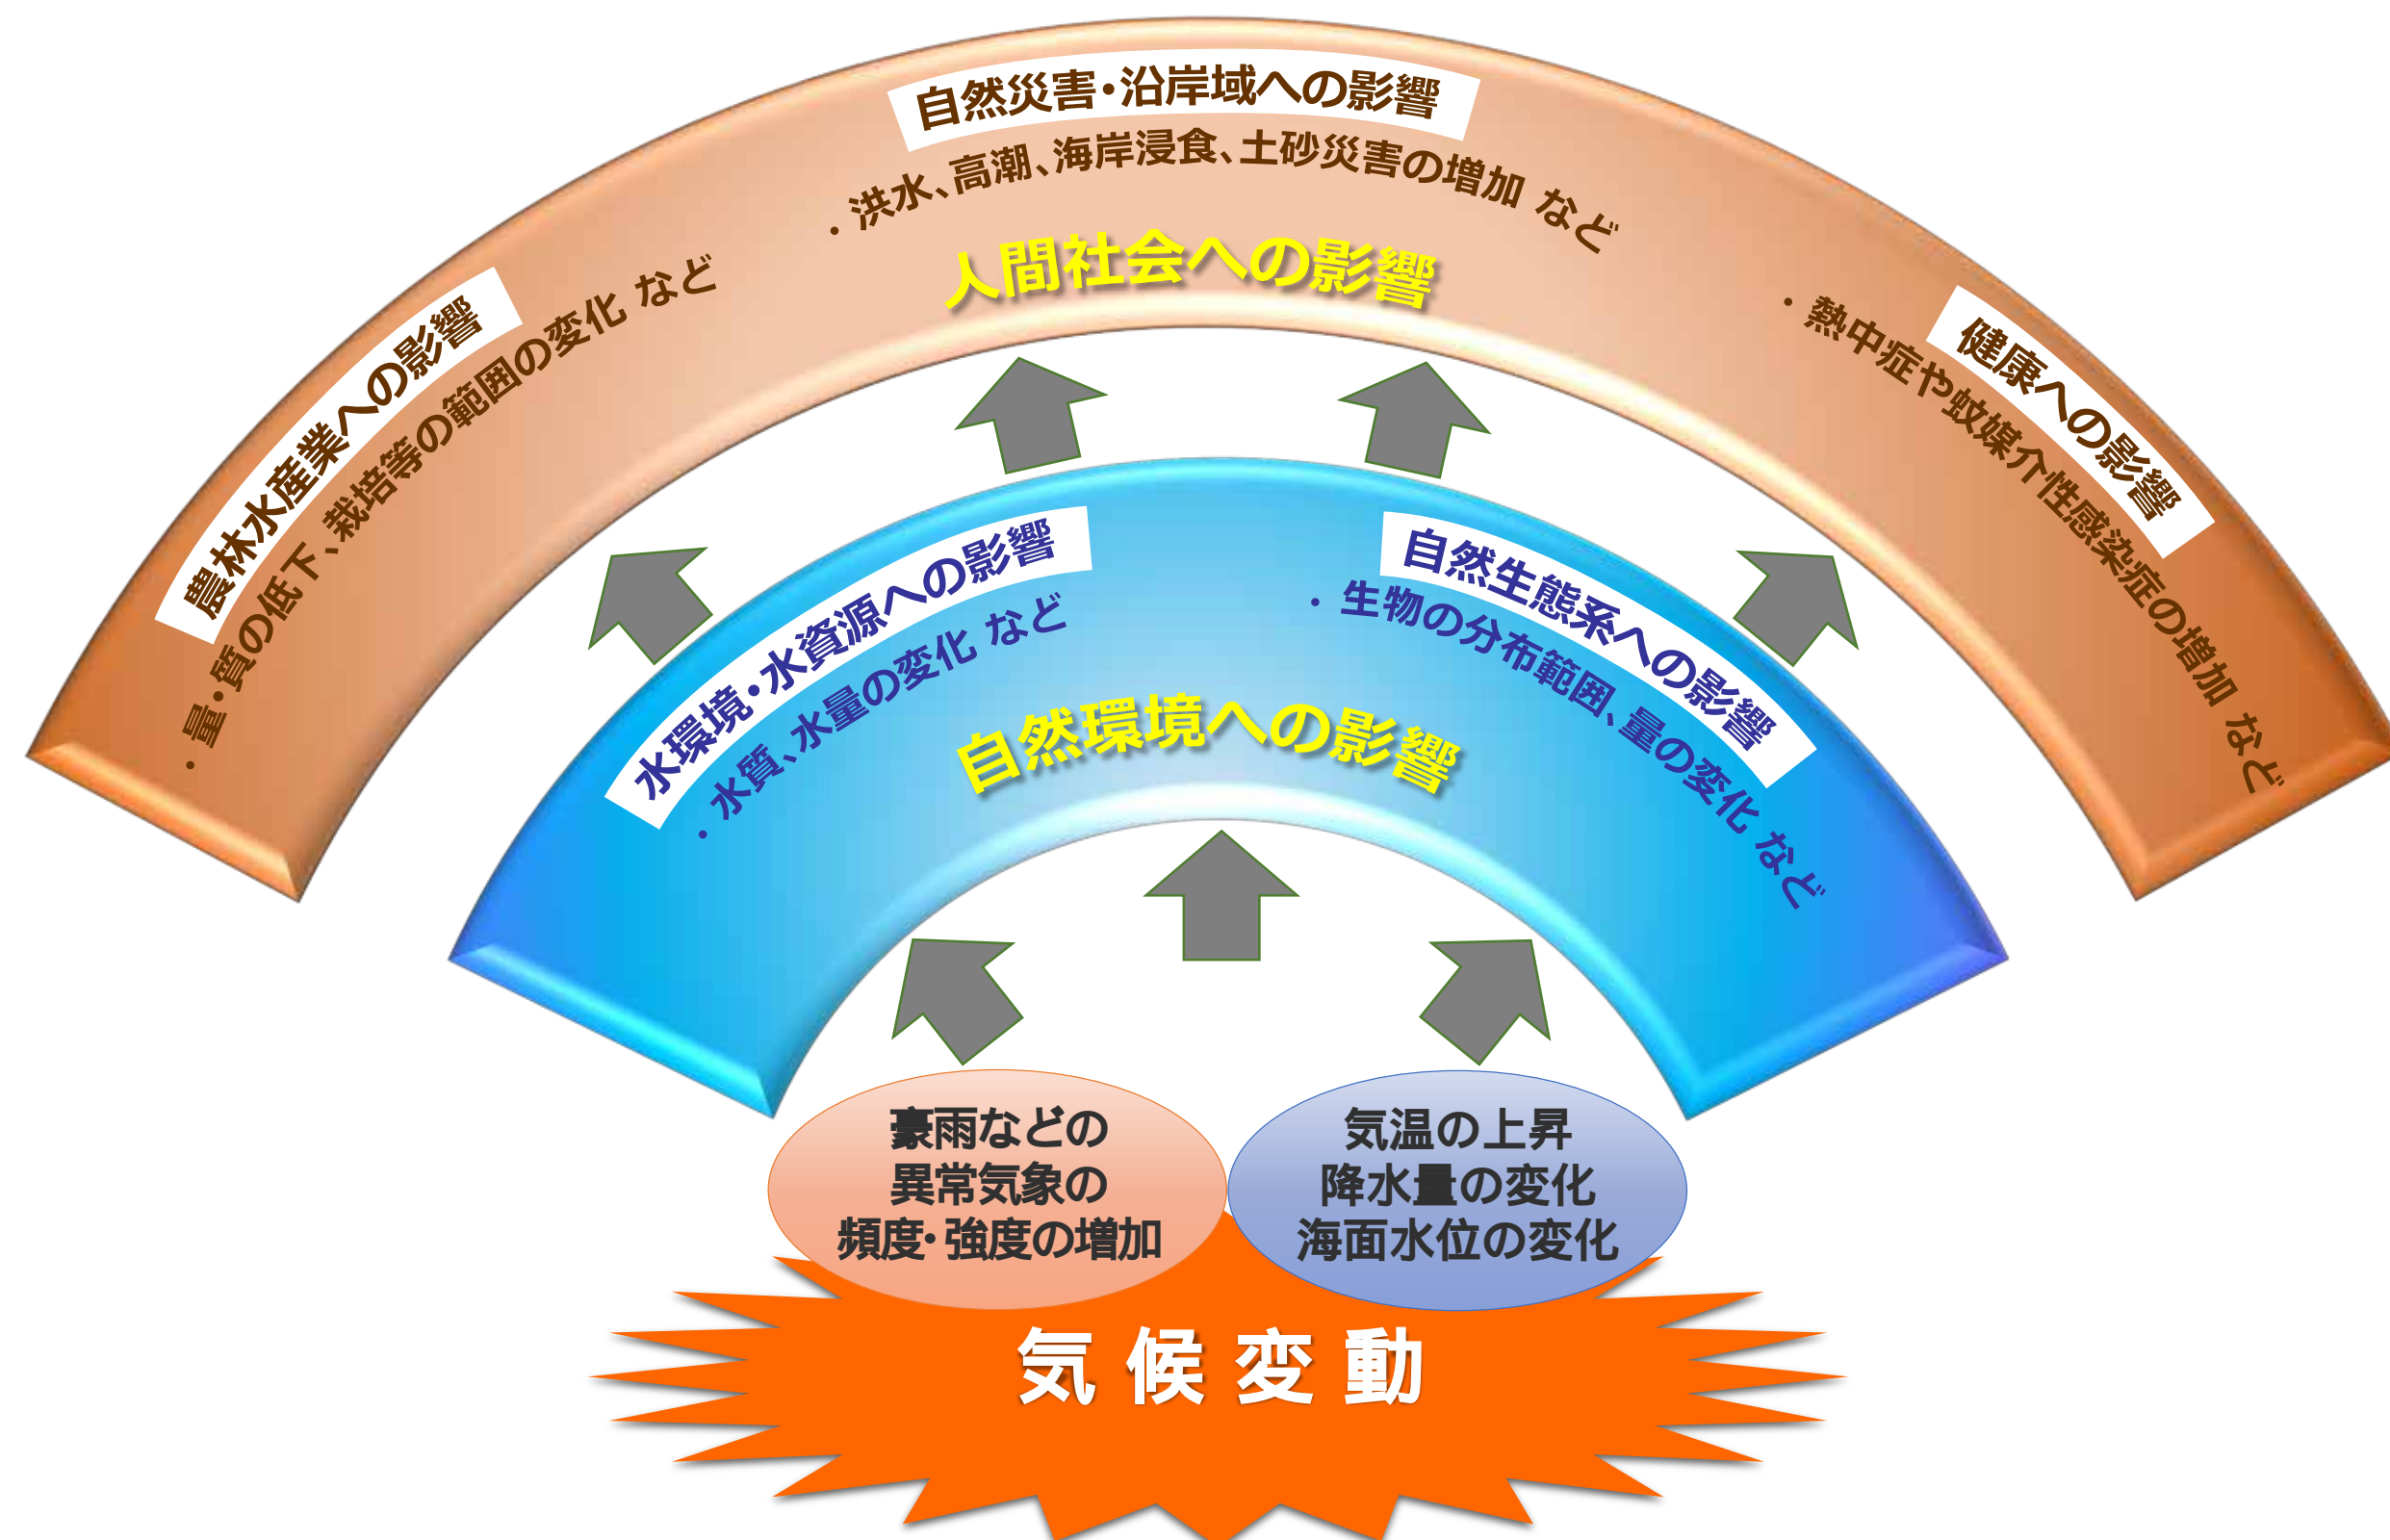 自然災害・沿岸域への影響
・洪水、高潮、海岸浸食、土砂災害の増加 など
人間社会への影響
農林水産業への影響
・量・質の低下、栽培等の範囲の変化 など
健康への影響
・熱中症や蚊媒介性感染症の増加 など
水環境・水資源への影響
・水質、水量の変化 など
自然生態系への影響
・生物の分布範囲、量の変化 など
自然環境への影響
豪雨などの
異常気象の
頻度・強度の増加
気温の上昇
降水量の変化
海面水位の変化
気候変動